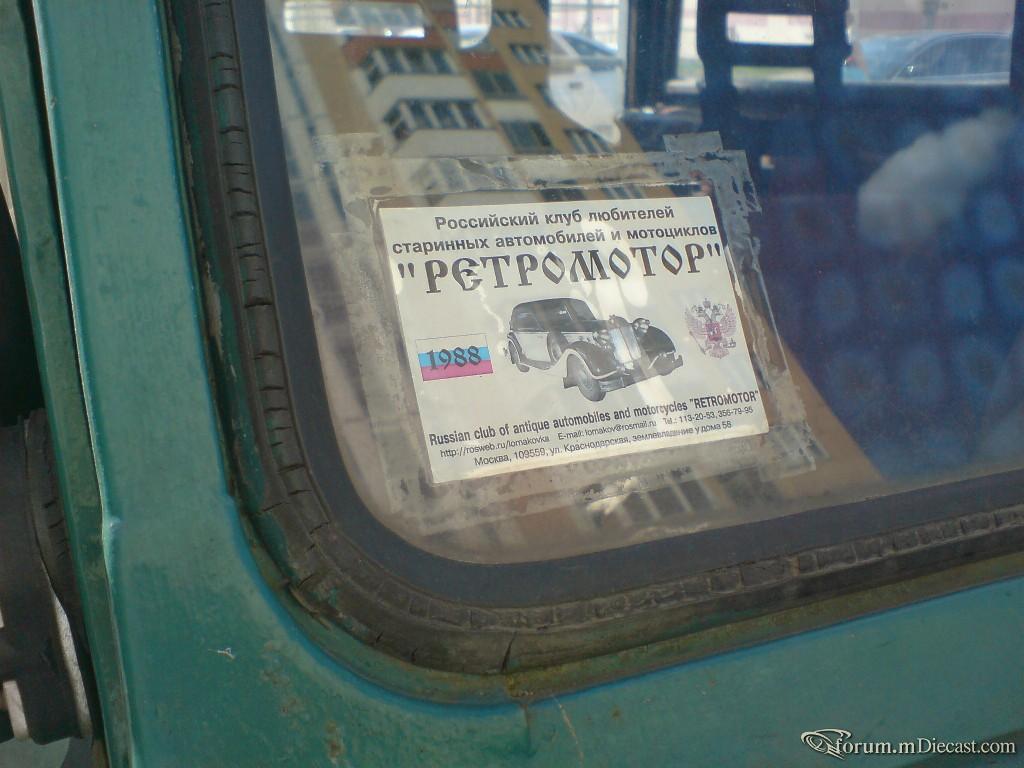 Российский клуб любителей
старинных автомобилей и мотоциклов
"РЕТРОМОТОР"
1988
Russian club of antique automobiles and motorcycles "RETROMOTOR"
http://rosweb.ru/lomakovka E-mail: lomakov@rosmail.ru Тел.: 113-20-53, 356-79-95
Москва, 109559, ул. Краснодарская, землевладение у дома 58
forum.mDiecast.com